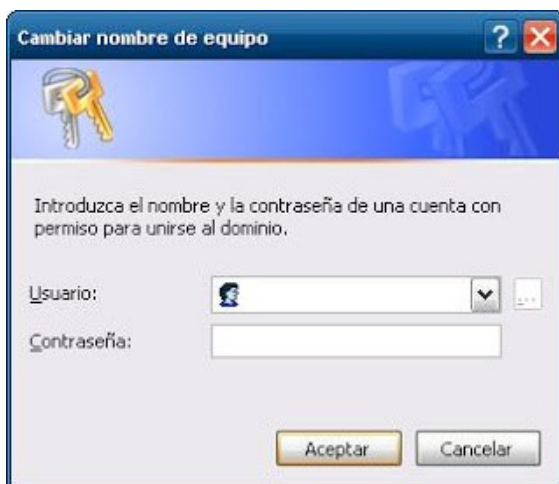 Cambiar nombre de equipo
Introduzca el nombre y la contraseña de una cuenta con
permiso para unirse al dominio.
Usuario:
...
Contraseña:
Aceptar Cancelar